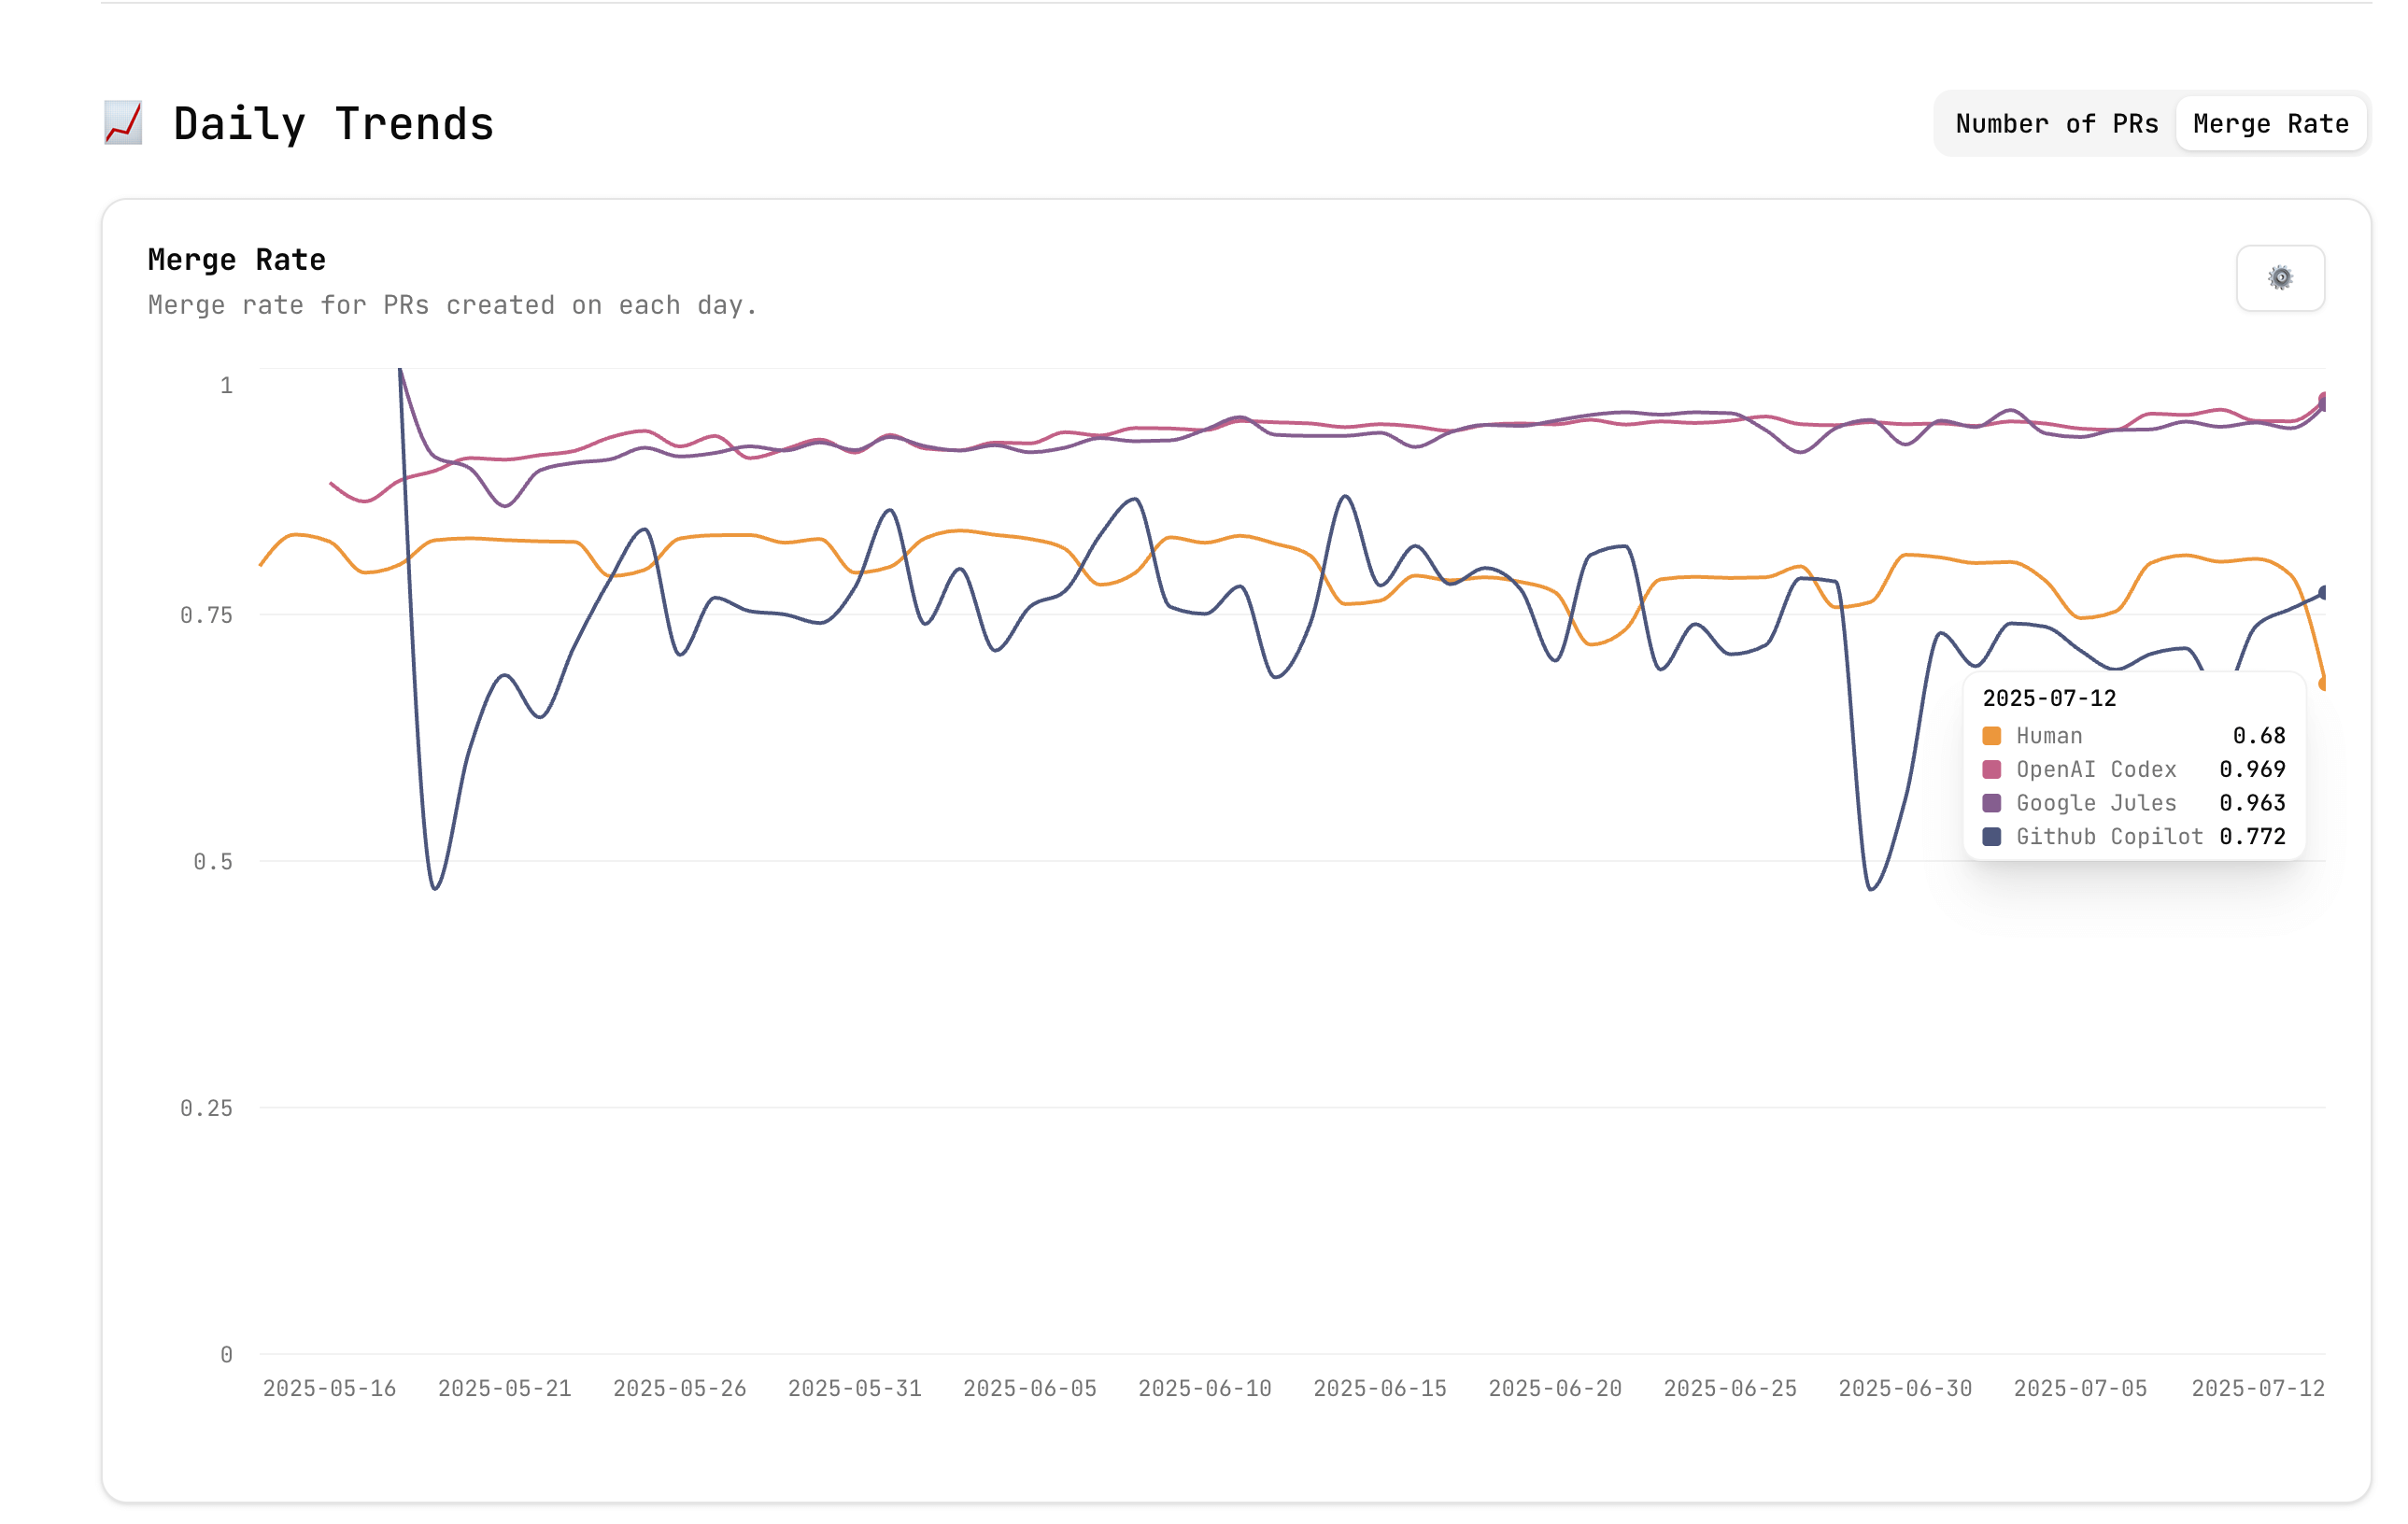 Daily Trends
Number of PRs
Merge Rate
Merge Rate
Merge rate for PRs created on each day.
1
0.75
0.5
0.25
0
2025-07-12
Human 0.68
OpenAI Codex 0.969
Google Jules 0.963
Github Copilot 0.772
2025-05-16 2025-05-21 2025-05-26 2025-05-31 2025-06-05 2025-06-10 2025-06-15 2025-06-20 2025-06-25 2025-06-30 2025-07-05 2025-07-12